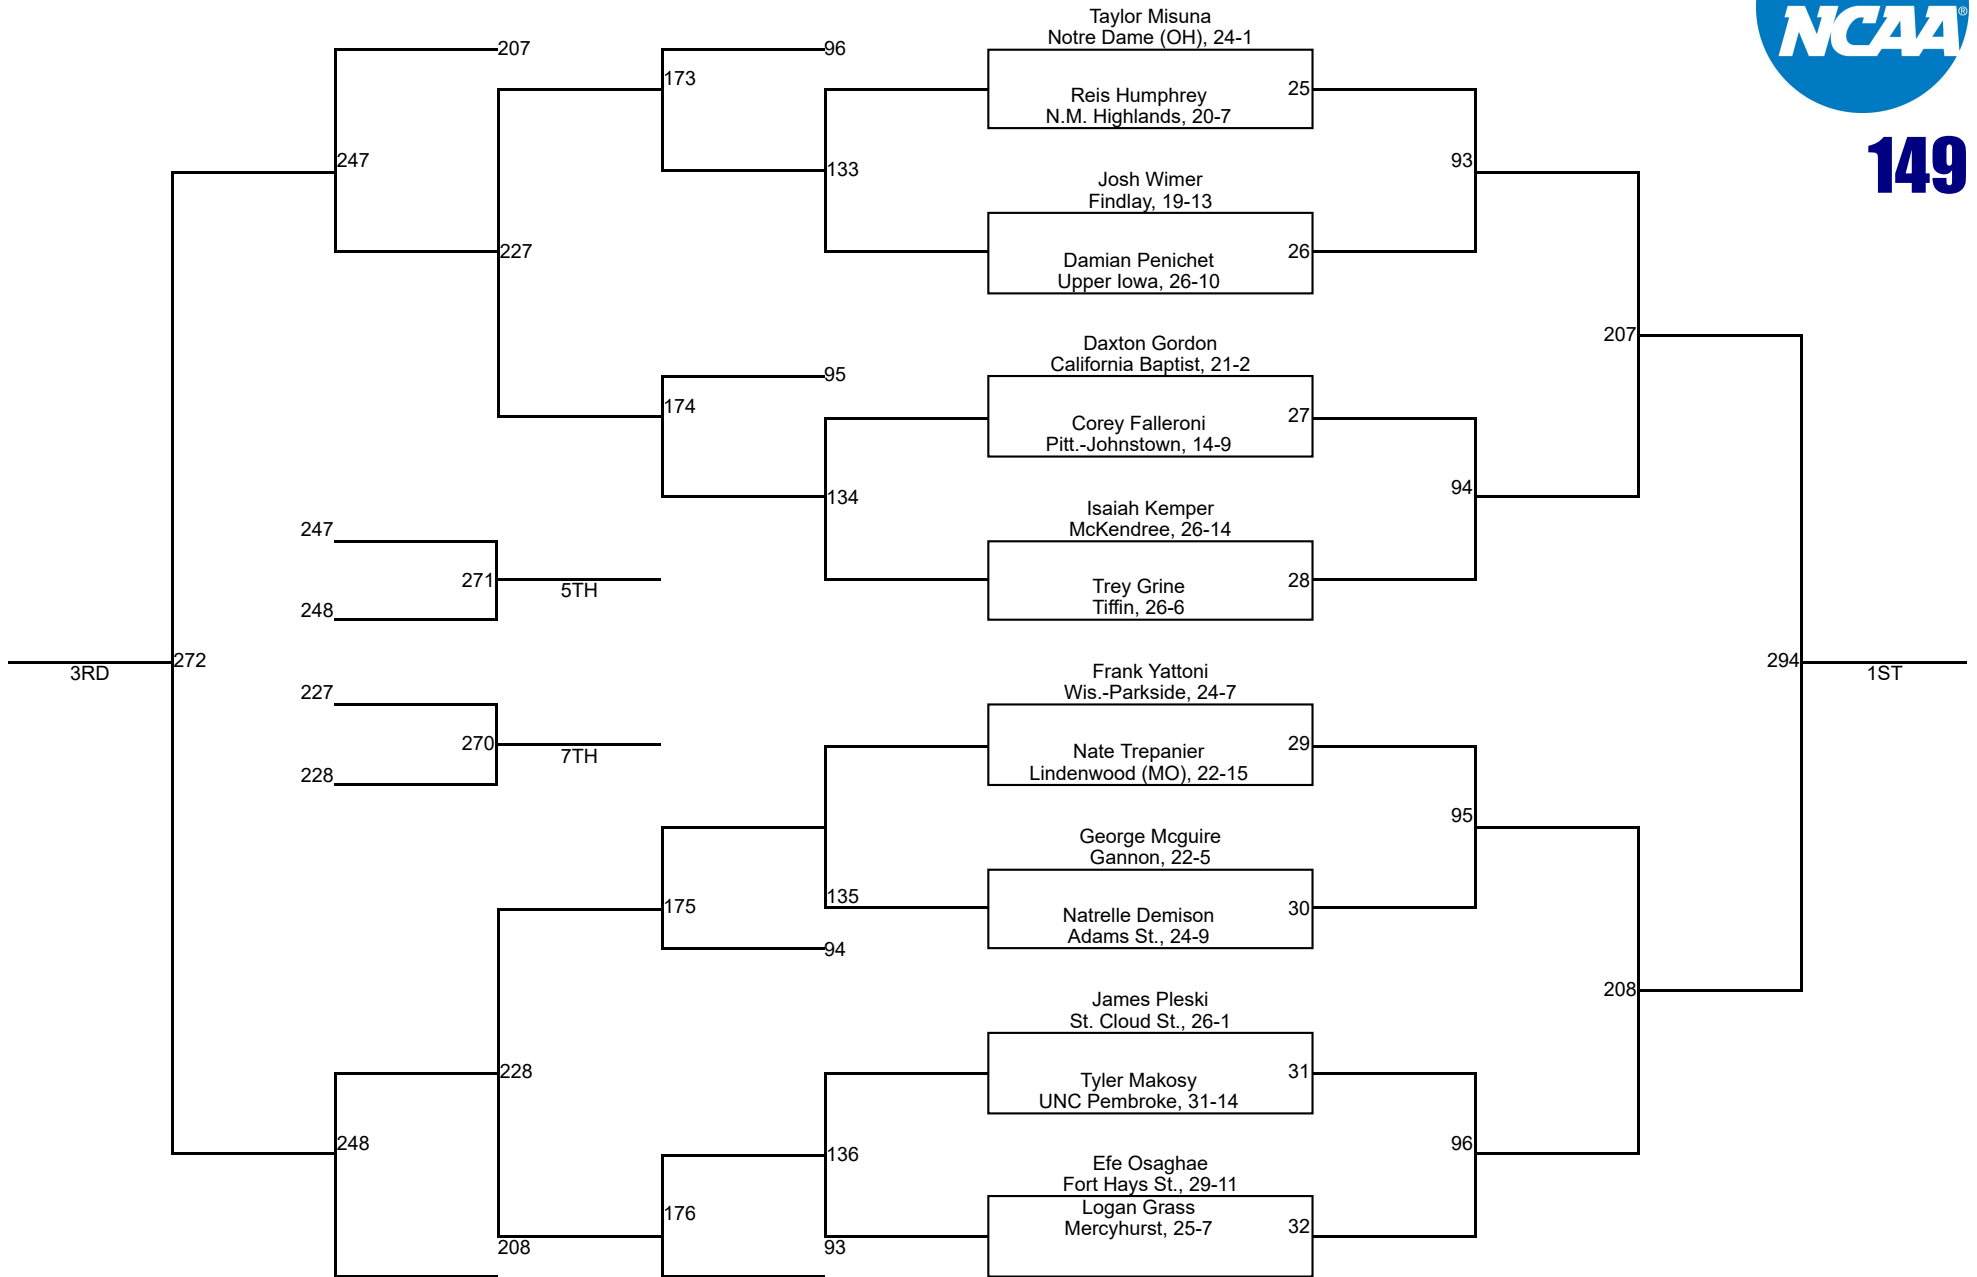 Taylor Misuna
Notre Dame (OH), 24-1
NCAA®
207
96
173
Reis Humphrey
25
N.M. Highlands, 20-7
149
247
133
93
Josh Wimer
Findlay, 19-13
227
Damian Penichet
26
Upper Iowa, 26-10
207
Daxton Gordon
California Baptist, 21-2
95
174
Corey Falleroni
27
Pitt.-Johnstown, 14-9
134
94
Isaiah Kemper
McKendree, 26-14
247
271
5TH
Trey Grine
28
Tiffin, 26-6
248
3RD
272
Frank Yattoni
Wis.-Parkside, 24-7
294
1ST
227
270
7TH
Nate Trepanier
29
Lindenwood (MO), 22-15
228
95
George Mcguire
Gannon, 22-5
175
135
Natrelle Demison
30
Adams St., 24-9
94
208
James Pleski
St. Cloud St., 26-1
228
Tyler Makosy
31
UNC Pembroke, 31-14
248
136
96
Efe Osaghae
Fort Hays St., 29-11
176
Logan Grass
32
Mercyhurst, 25-7
208
93